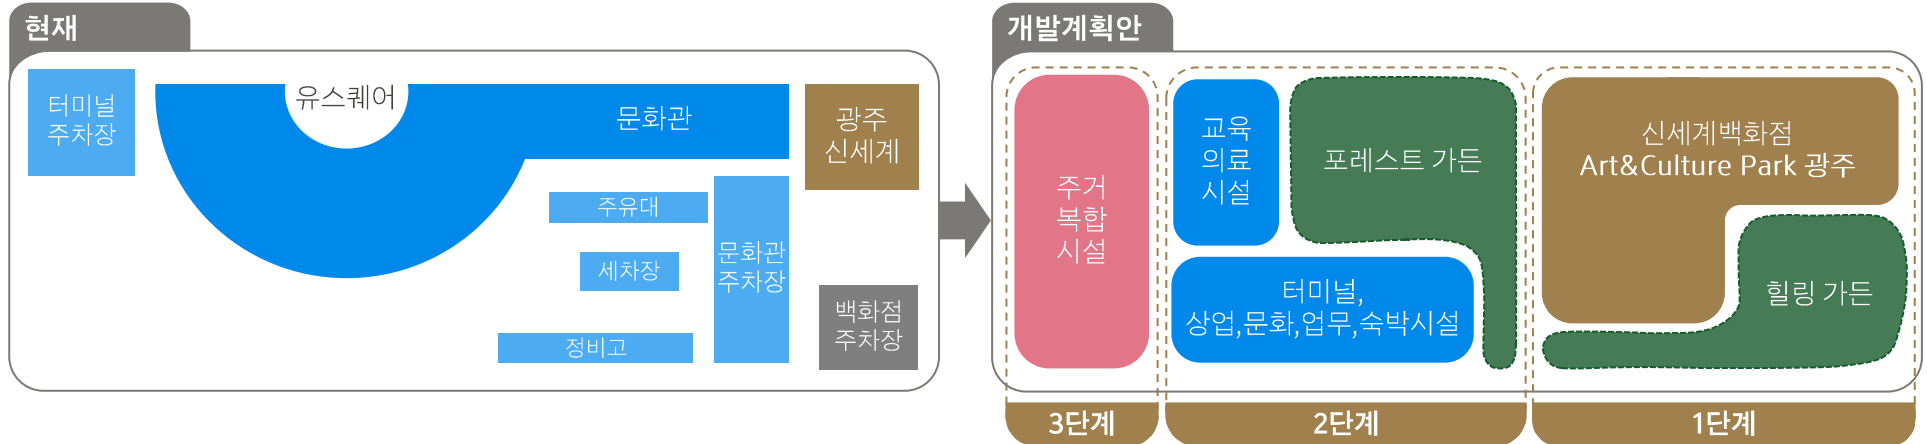 현재
터미널
주차장
유스퀘어
문화관
광주
신세계
주유대
세차장
문화관
주차장
정비고
백화점
주차장
개발계획안
주거
복합
시설
교육
의료
시설
포레스트 가든
터미널,
상업,문화,업무,숙박시설
신세계백화점
Art&Culture Park 광주
힐링 가든
3단계
2단계
1단계